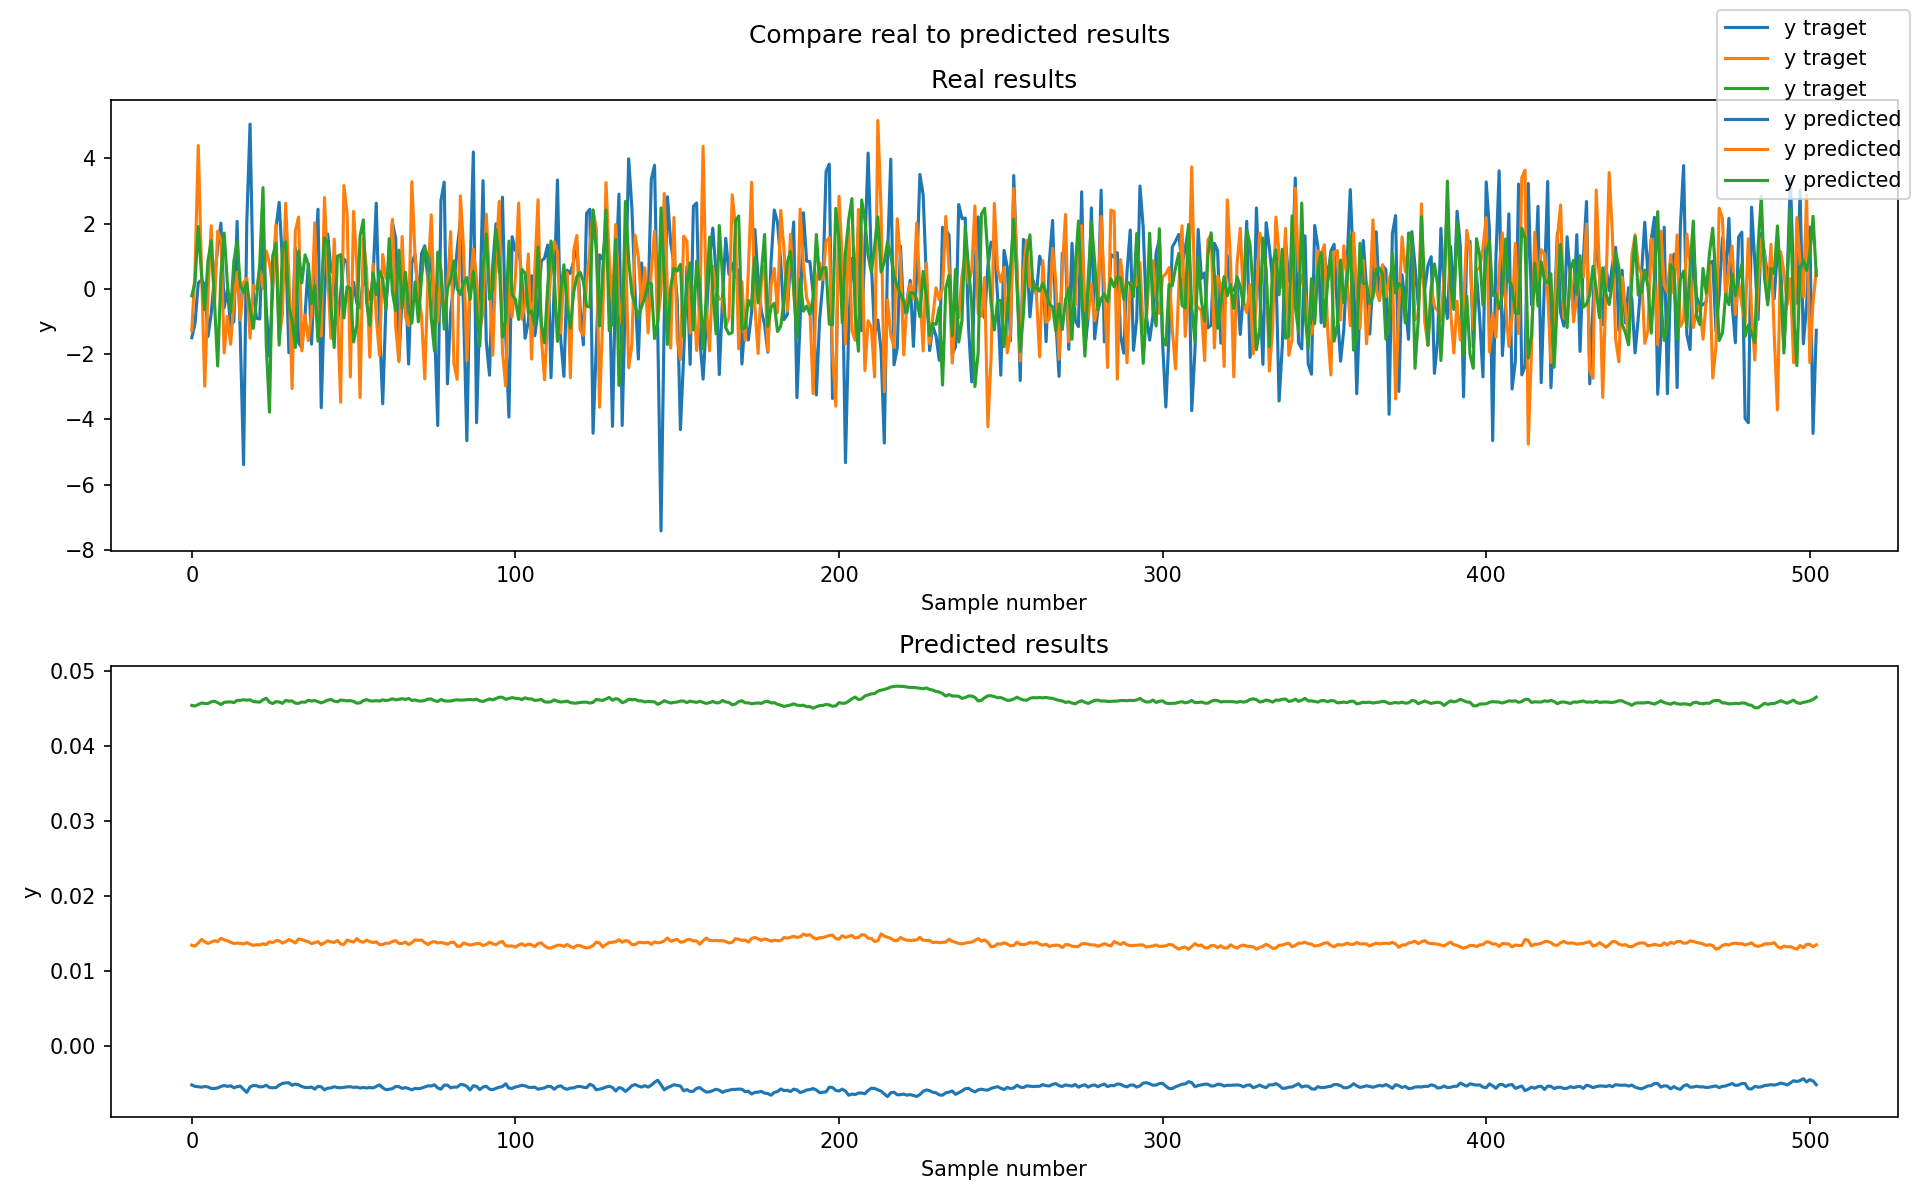 Compare real to predicted results
y traget
y traget
y traget
y predicted
y predicted
y predicted
Real results
4
2
0
−2
−4
−6
−8
y
0 100 200 300 400 500
Sample number
Predicted results
0.05
0.04
0.03
0.02
0.01
0.00
y
0 100 200 300 400 500
Sample number